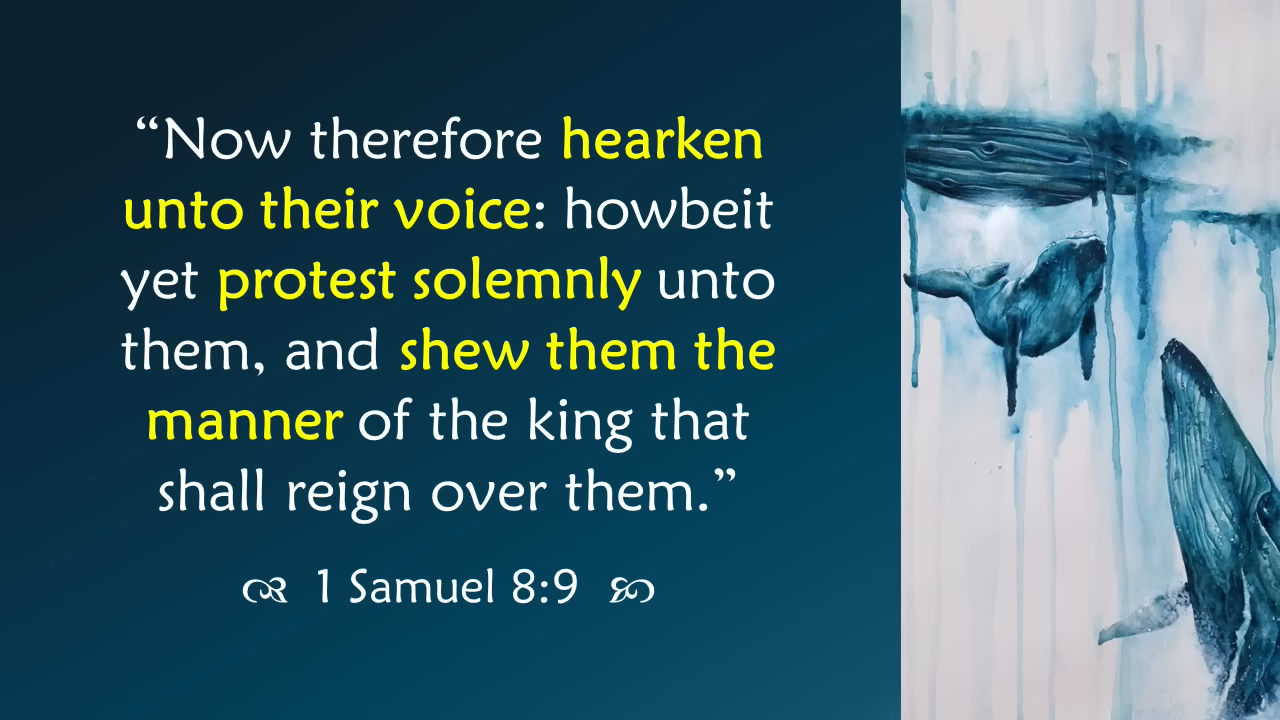 “Now therefore hearken
unto their voice: howbeit
yet protest solemnly unto
them, and shew them the
manner of the king that
shall reign over them.”
1 Samuel 8:9